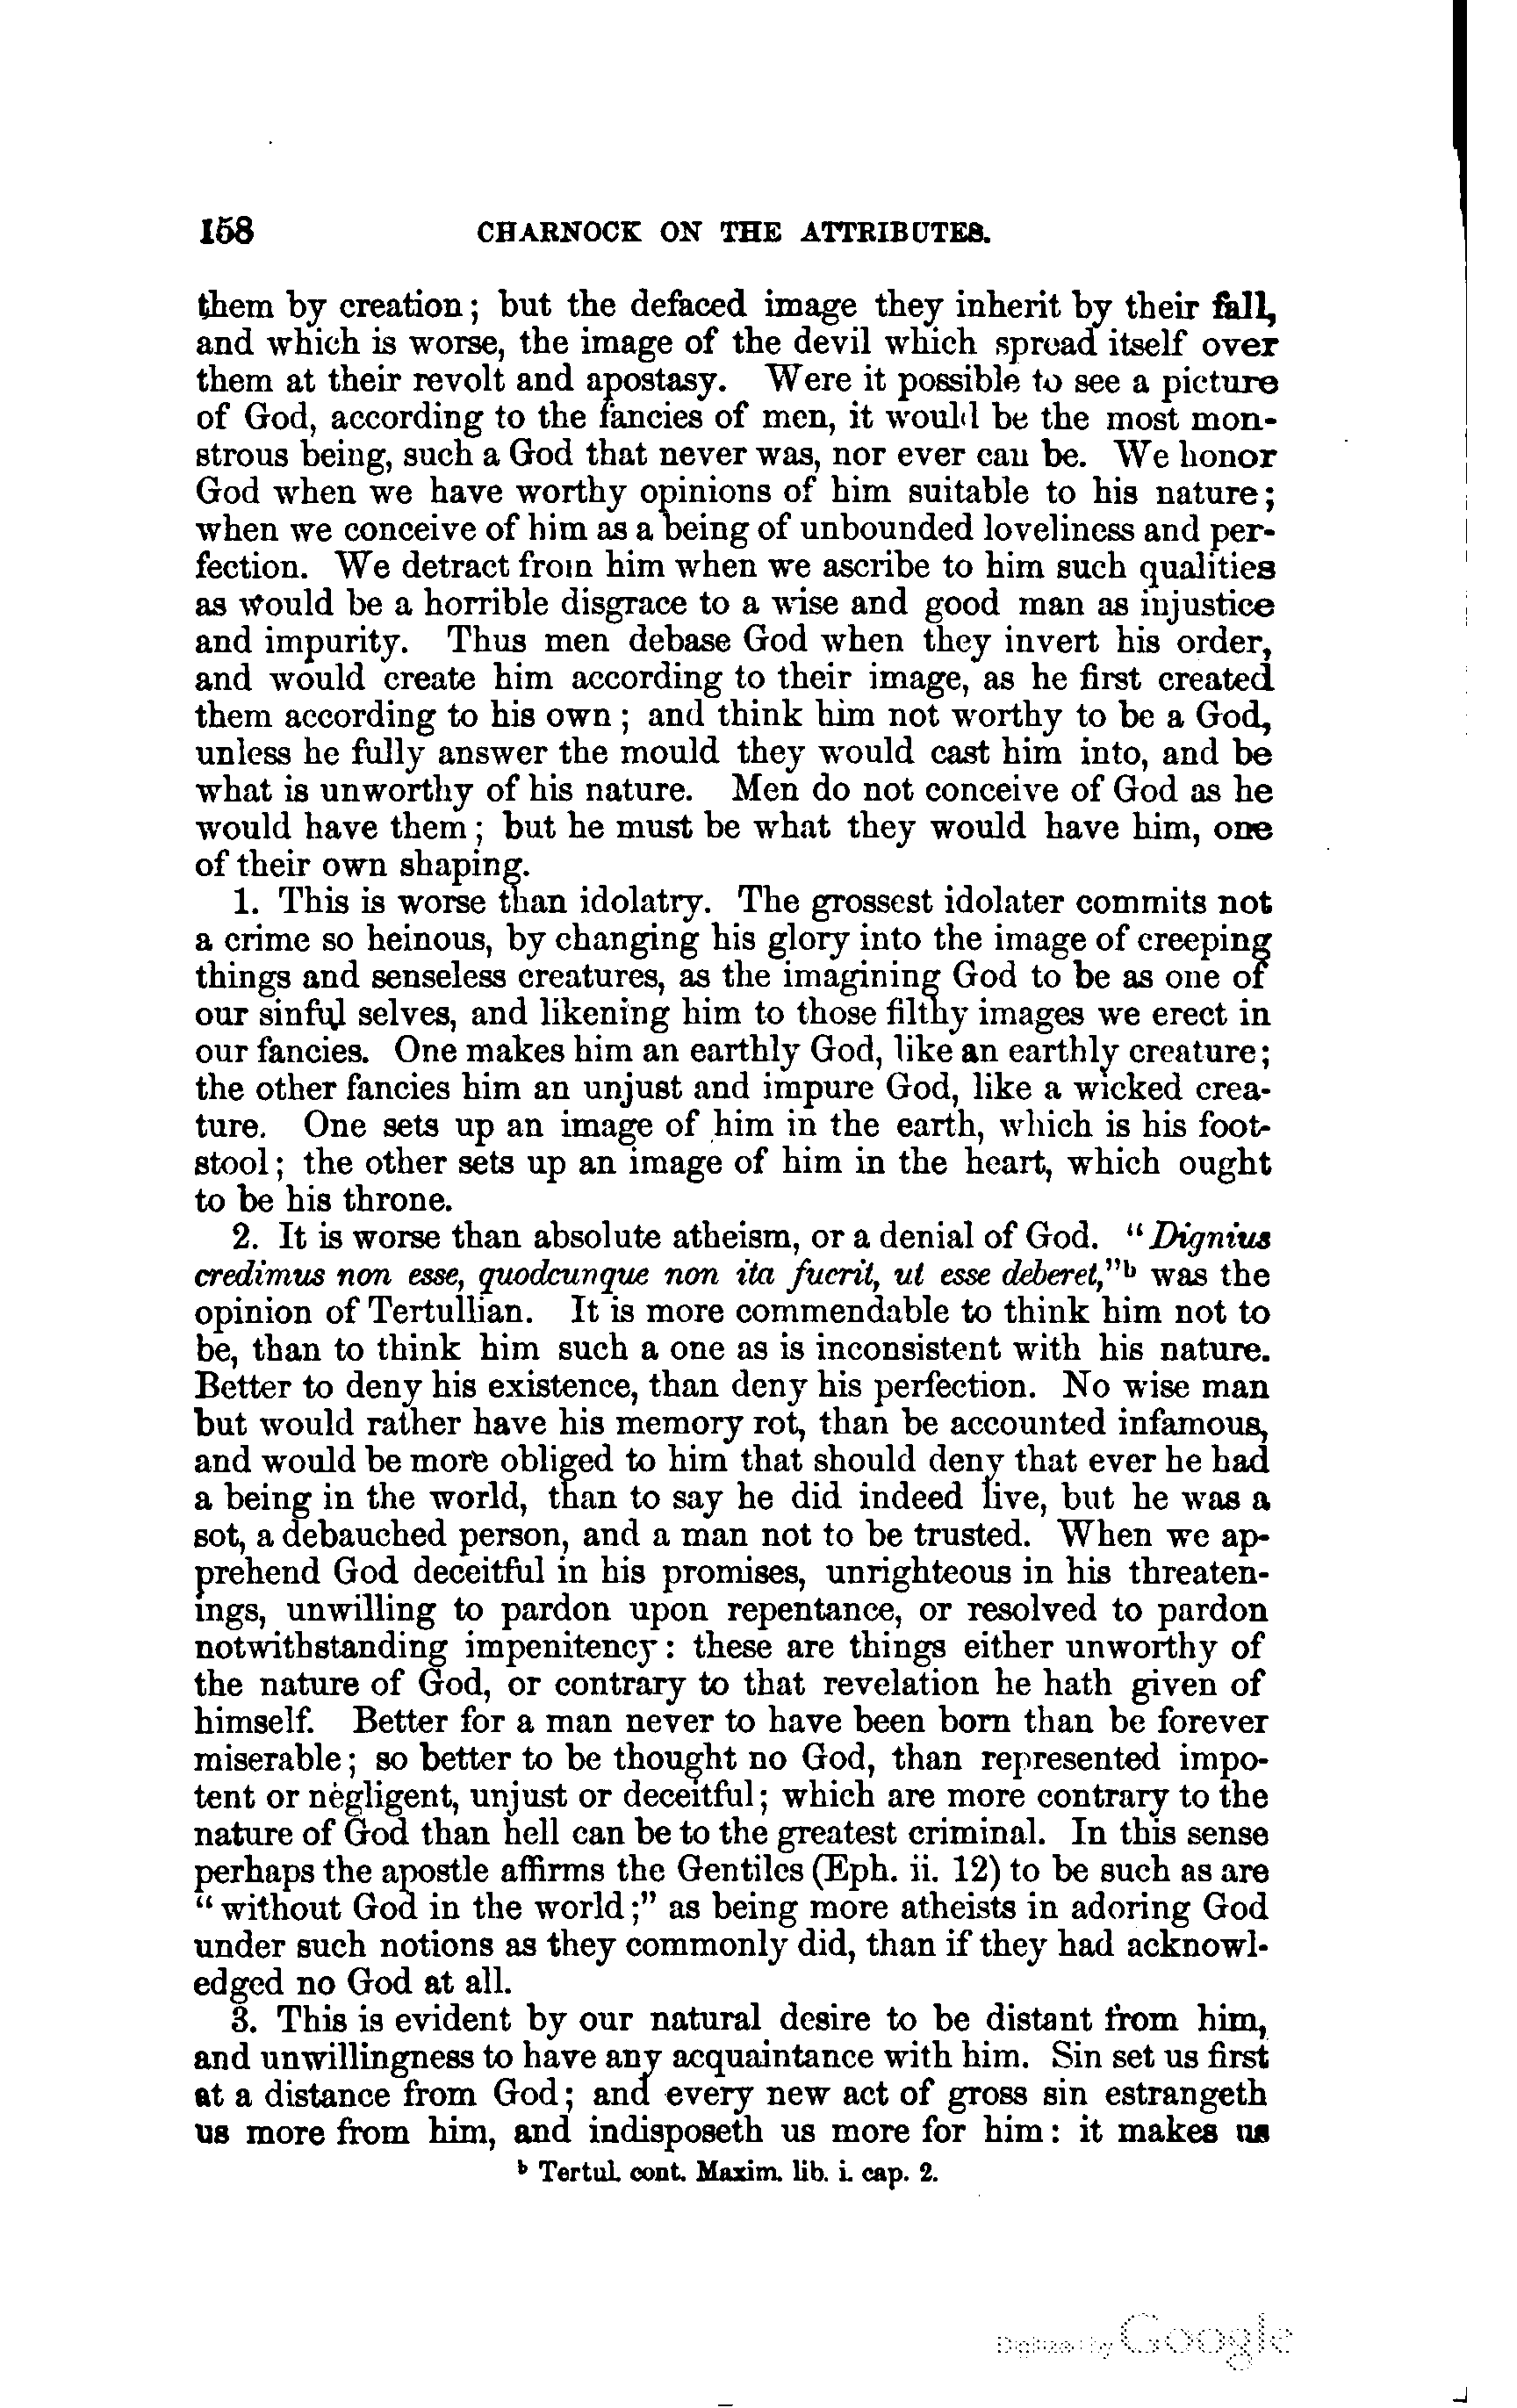 158 CHARNOCK ON THE ATTRIBUTES.
them by creation; but the defaced image they inherit by their fall,
and which is worse, the image of the devil which spread itself over
them at their revolt and apostasy. Were it possible to see a picture
of God, according to the fancies of men, it would be the most mon-
strous being, such a God that never was, nor ever can be. We honor
God when we have worthy opinions of him suitable to his nature;
when we conceive of him as a being of unbounded loveliness and per-
fection. We detract from him when we ascribe to him such qualities
as would be a horrible disgrace to a wise and good man as injustice
and impurity. Thus men debase God when they invert his order,
and would create him according to their image, as he first created
them according to his own; and think him not worthy to be a God,
unless he fully answer the mould they would cast him into, and be
what is unworthy of his nature. Men do not conceive of God as he
would have them; but he must be what they would have him, one
of their own shaping.
1. This is worse than idolatry. The grossest idolater commits not
a crime so heinous, by changing his glory into the image of creeping
things and senseless creatures, as the imagining God to be as one of
our sinful selves, and likening him to those filthy images we erect in
our fancies. One makes him an earthly God, like an earthly creature;
the other fancies him an unjust and impure God, like a wicked crea-
ture. One sets up an image of him in the earth, which is his foot-
stool; the other sets up an image of him in the heart, which ought
to be his throne.
2. It is worse than absolute atheism, or a denial of God. "Dignius
credimus non esse, quodcunque non ita fuerit, ut esse deberet,"b was the
opinion of Tertullian. It is more commendable to think him not to
be, than to think him such a one as is inconsistent with his nature.
Better to deny his existence, than deny his perfection. No wise man
but would rather have his memory rot, than be accounted infamous,
and would be more obliged to him that should deny that ever he had
a being in the world, than to say he did indeed live, but he was a
sot, a debauched person, and a man not to be trusted. When we ap-
prehend God deceitful in his promises, unrighteous in his threaten-
ings, unwilling to pardon upon repentance, or resolved to pardon
notwithstanding impenitency: these are things either unworthy of
the nature of God, or contrary to that revelation he hath given of
himself. Better for a man never to have been born than be forever
miserable; so better to be thought no God, than represented impo-
tent or negligent, unjust or deceitful; which are more contrary to the
nature of God than hell can be to the greatest criminal. In this sense
perhaps the apostle affirms the Gentiles (Eph. ii. 12) to be such as are
"without God in the world;" as being more atheists in adoring God
under such notions as they commonly did, than if they had acknowl-
edged no God at all.
3. This is evident by our natural desire to be distant from him,
and unwillingness to have any acquaintance with him. Sin set us first
at a distance from God; and every new act of gross sin estrangeth
us more from him, and indisposeth us more for him: it makes us
b Tertul. cont. Maxim. lib. i. cap. 2.
Digitized by Google